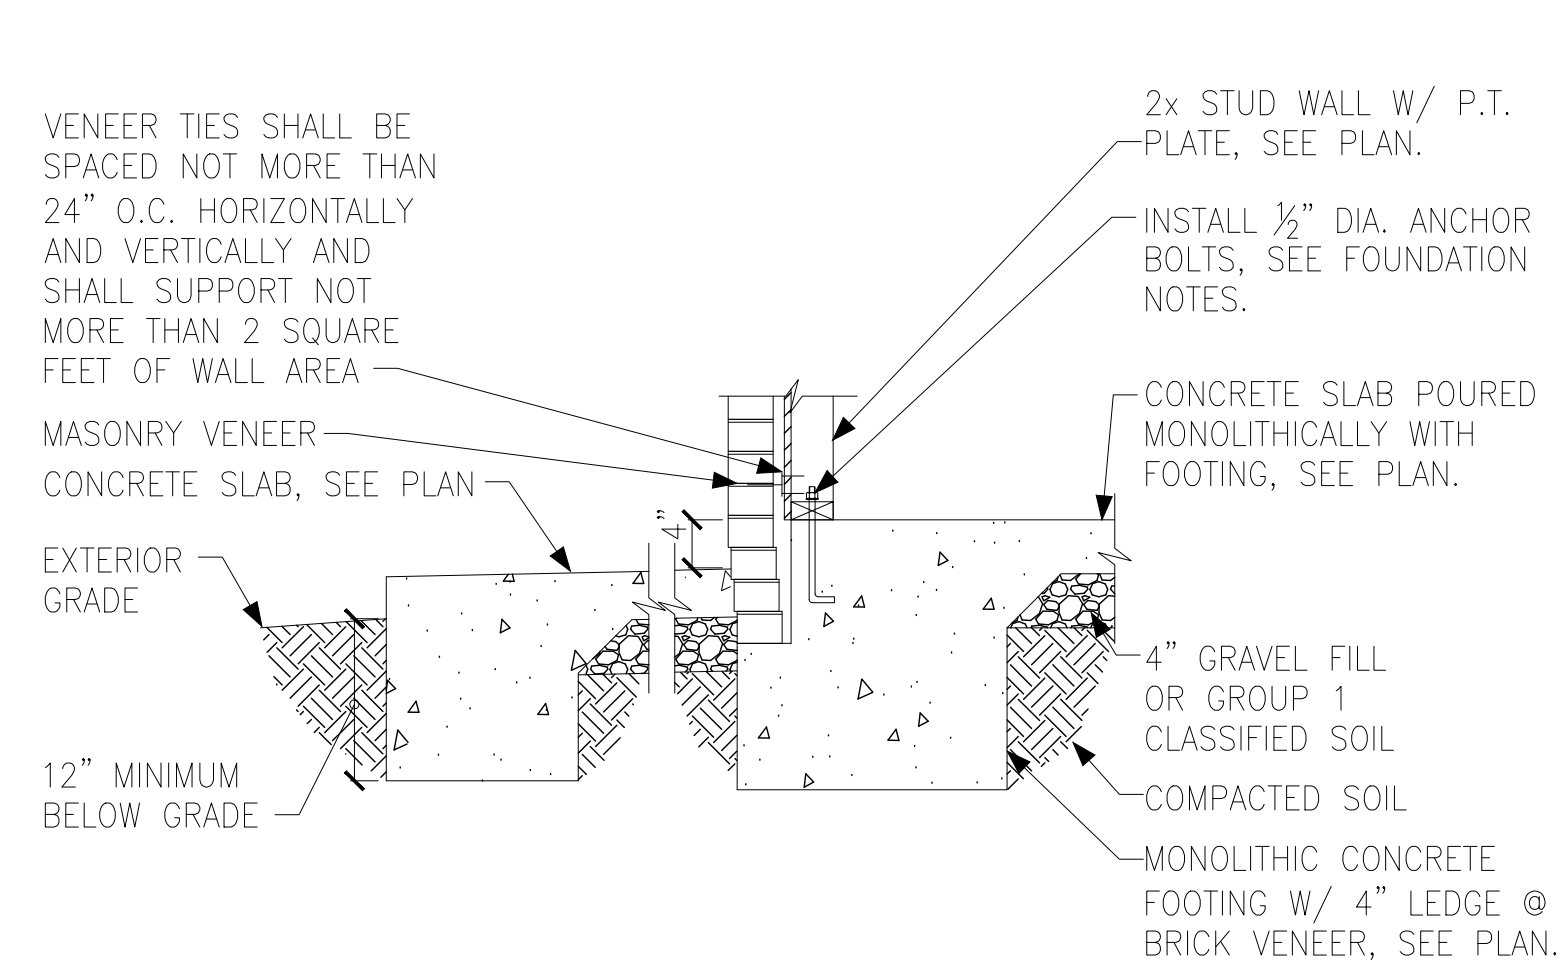 VENEER TIES SHALL BE
SPACED NOT MORE THAN
24" O.C. HORIZONTALLY
AND VERTICALLY AND
SHALL SUPPORT NOT
MORE THAN 2 SQUARE
FEET OF WALL AREA
MASONRY VENEER
CONCRETE SLAB, SEE PLAN
EXTERIOR
GRADE
12" MINIMUM
BELOW GRADE
4"
2x STUD WALL W/ P.T.
PLATE, SEE PLAN.
INSTALL ½" DIA. ANCHOR
BOLTS, SEE FOUNDATION
NOTES.
CONCRETE SLAB POURED
MONOLITHICALLY WITH
FOOTING, SEE PLAN.
4" GRAVEL FILL
OR GROUP 1
CLASSIFIED SOIL
COMPACTED SOIL
MONOLITHIC CONCRETE
FOOTING W/ 4" LEDGE @
BRICK VENEER, SEE PLAN.